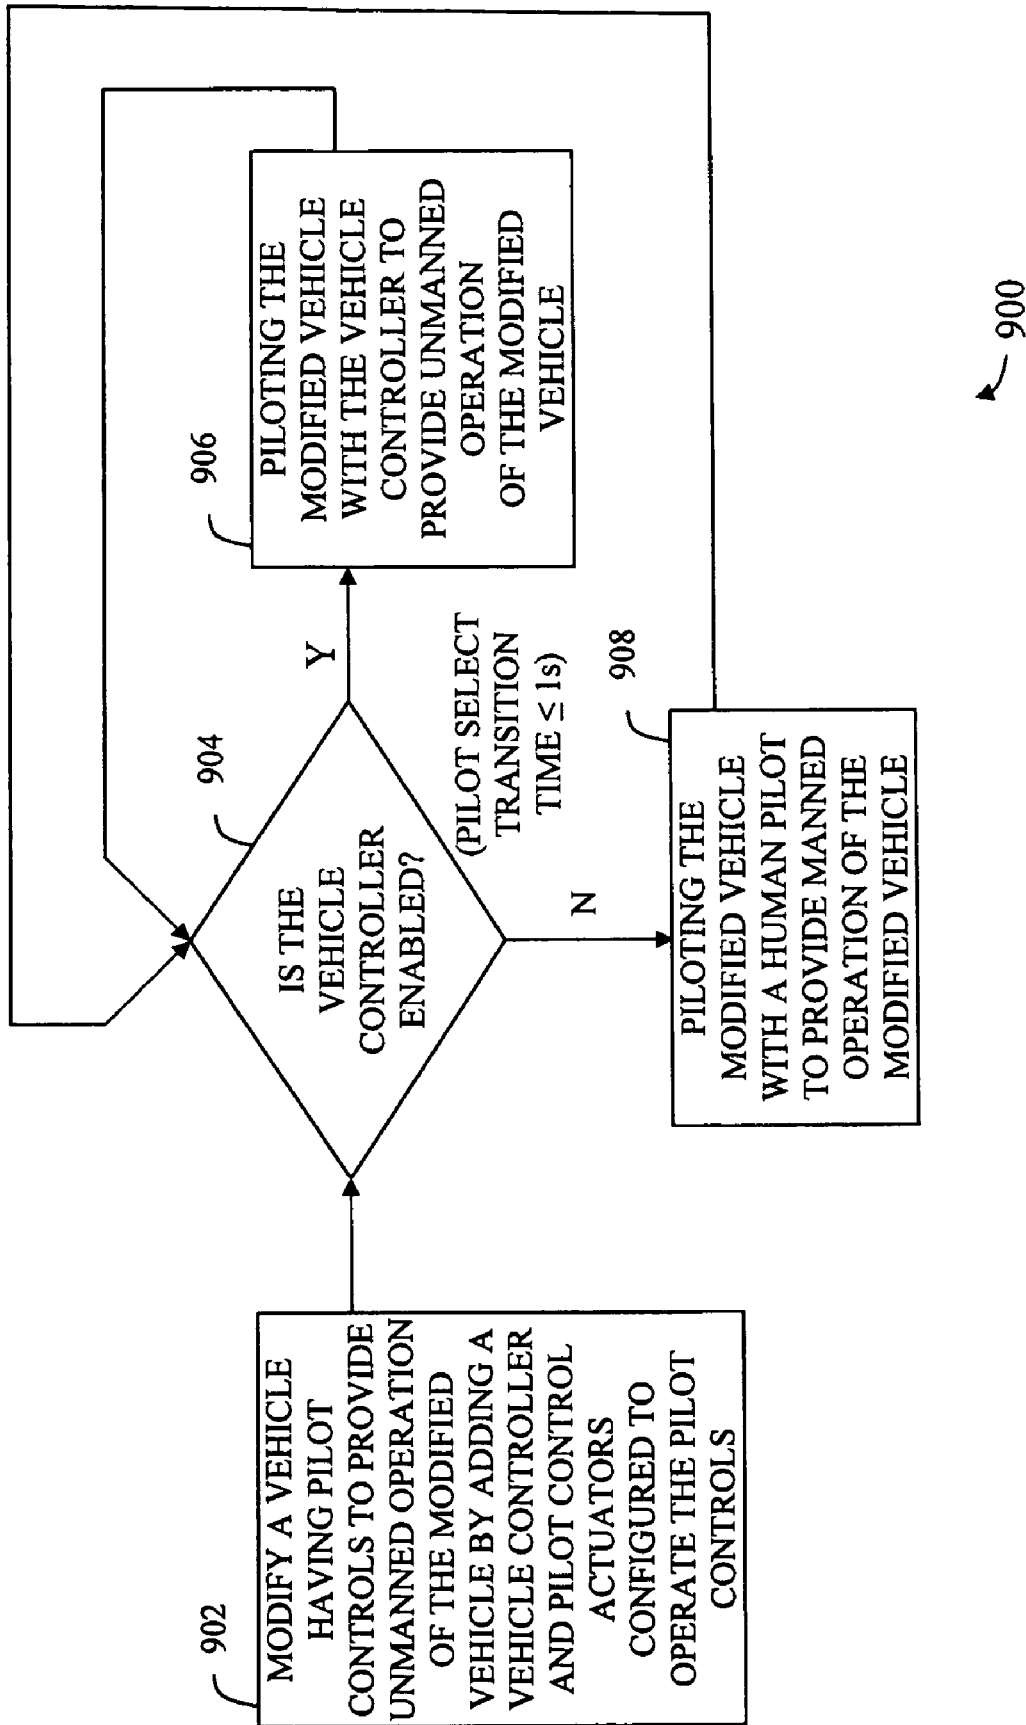 902
MODIFY A VEHICLE
HAVING PILOT
CONTROLS TO PROVIDE
UNMANNED OPERATION
OF THE MODIFIED
VEHICLE BY ADDING A
VEHICLE CONTROLLER
AND PILOT CONTROL
ACTUATORS
CONFIGURED TO
OPERATE THE PILOT
CONTROLS
904
IS THE
VEHICLE
CONTROLLER
ENABLED?
Y
(PILOT SELECT
TRANSITION
TIME ≤ 1s)
N
906
PILOTING THE
MODIFIED VEHICLE
WITH THE VEHICLE
CONTROLLER TO
PROVIDE UNMANNED
OPERATION
OF THE MODIFIED
VEHICLE
908
PILOTING THE
MODIFIED VEHICLE
WITH A HUMAN PILOT
TO PROVIDE MANNED
OPERATION OF THE
MODIFIED VEHICLE
900